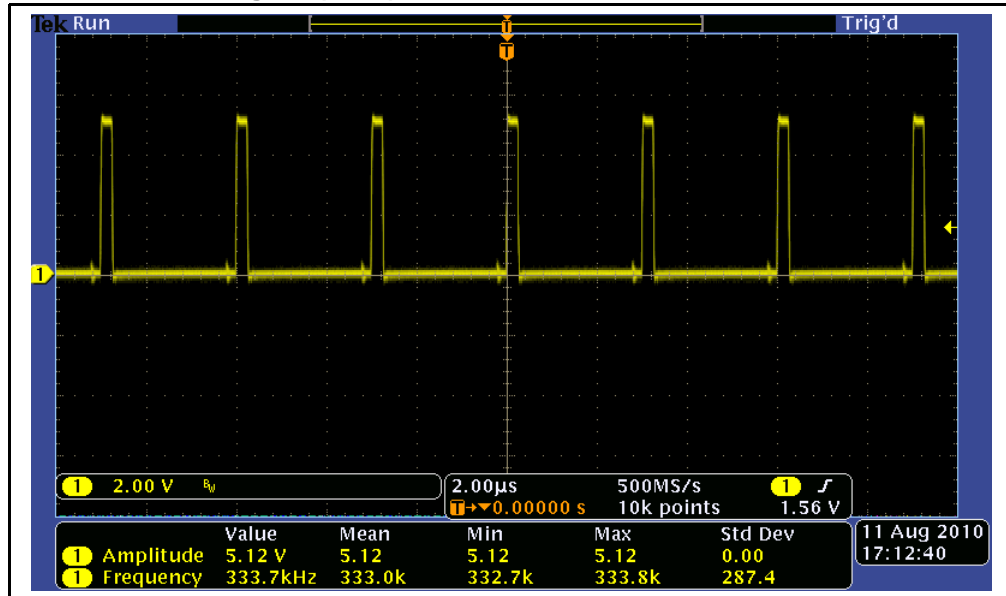 Tek Run Trig'd
T
T
1
1 2.00 V BW
2.00µs 500MS/s 1
T→▼0.00000 s 10k points 1.56 V
Value Mean Min Max Std Dev
1 Amplitude 5.12 V 5.12 5.12 5.12 0.00
1 Frequency 333.7kHz 333.0k 332.7k 333.8k 287.4
11 Aug 2010
17:12:40